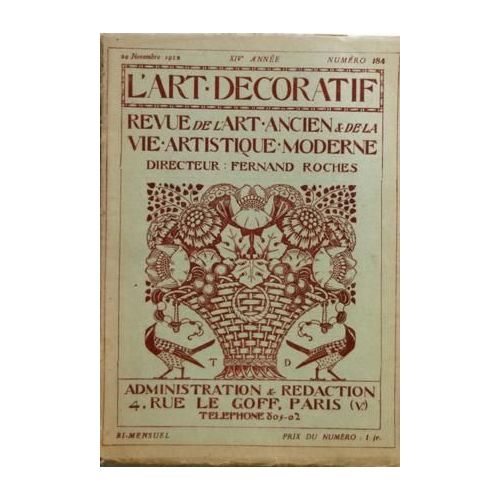 20 Novembre 1912 XIVe ANNÉE NUMÉRO 184
L'ART·DECORATIF
REVUE DE L'ART·ANCIEN & DE LA
VIE·ARTISTIQUE·MODERNE
DIRECTEUR : FERNAND ROCHES
T D
ADMINISTRATION & REDACTION
4, RUE LE GOFF, PARIS (V)
TELEPHONE 805-02
BI-MENSUEL PRIX DU NUMÉRO : 1 fr.